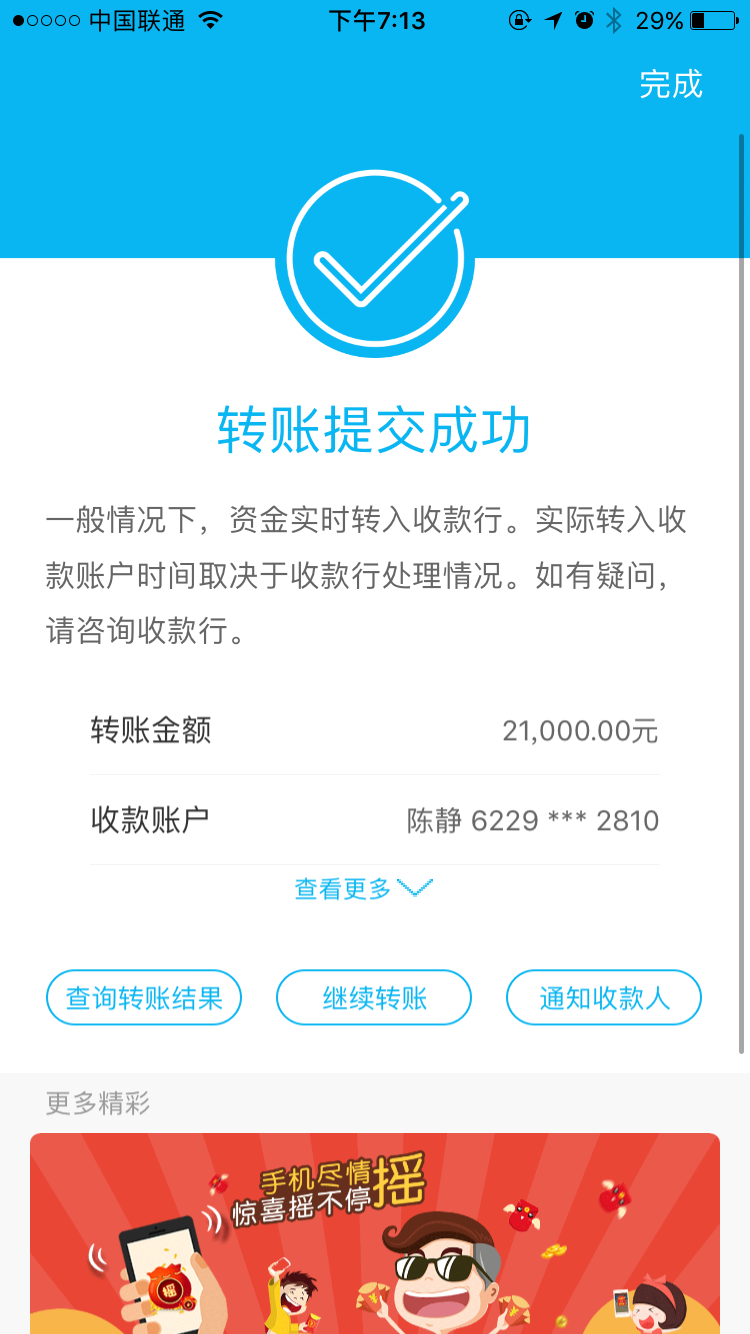 中国联通 下午7:13 29%
完成
转账提交成功
一般情况下，资金实时转入收款行。实际转入收
款账户时间取决于收款行处理情况。如有疑问，
请咨询收款行。
转账金额 21,000.00元
收款账户 陈静 6229 *** 2810
查看更多
查询转账结果 继续转账 通知收款人
更多精彩
手机尽情摇
惊喜摇不停
摇